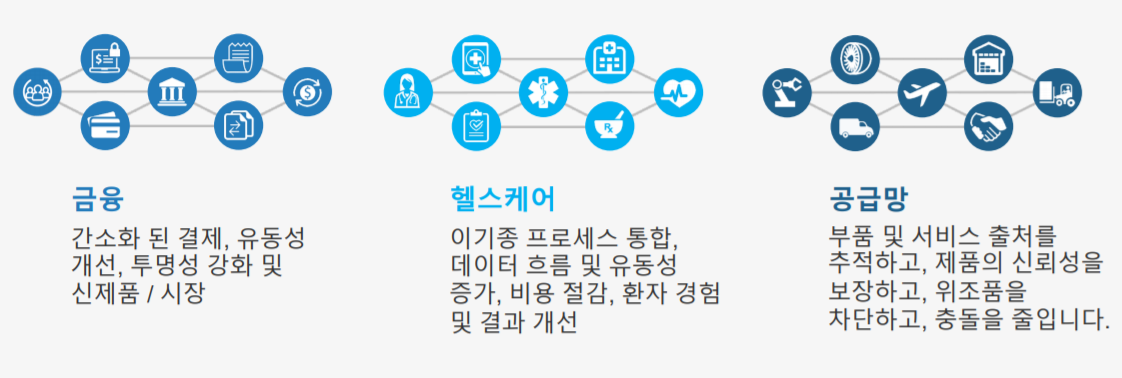 금융
간소화 된 결제, 유동성
개선, 투명성 강화 및
신제품 / 시장
헬스케어
이기종 프로세스 통합,
데이터 흐름 및 유동성
증가, 비용 절감, 환자 경험
및 결과 개선
공급망
부품 및 서비스 출처를
추적하고, 제품의 신뢰성을
보장하고, 위조품을
차단하고, 충돌을 줄입니다.